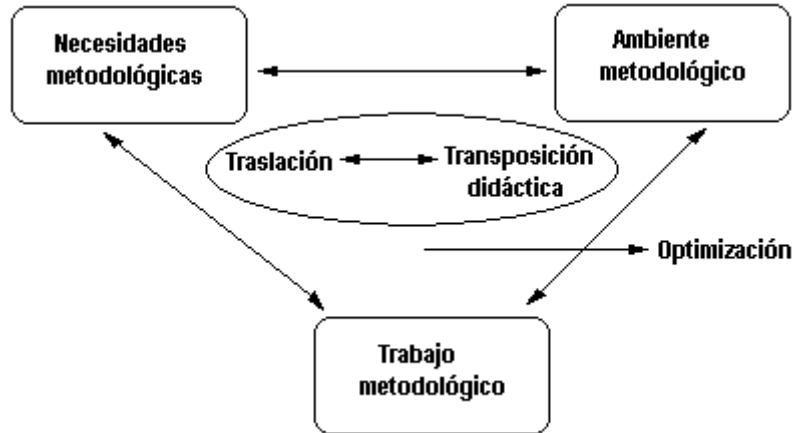 Necesidades
metodológicas
Ambiente
metodológico
Traslación
Transposición
didáctica
Optimización
Trabajo
metodológico